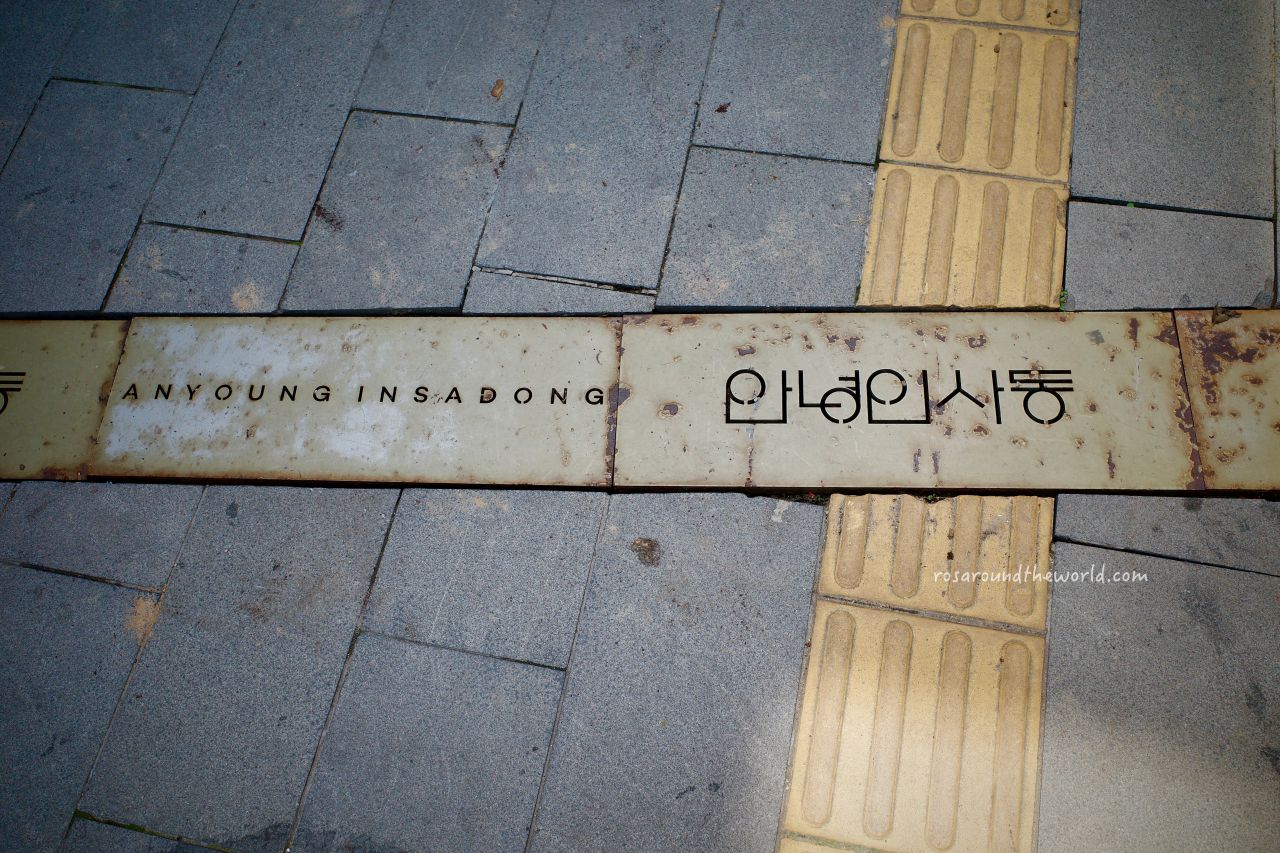 ANYOUNG INSADONG 안녕인사동
rosaroundtheworld.com